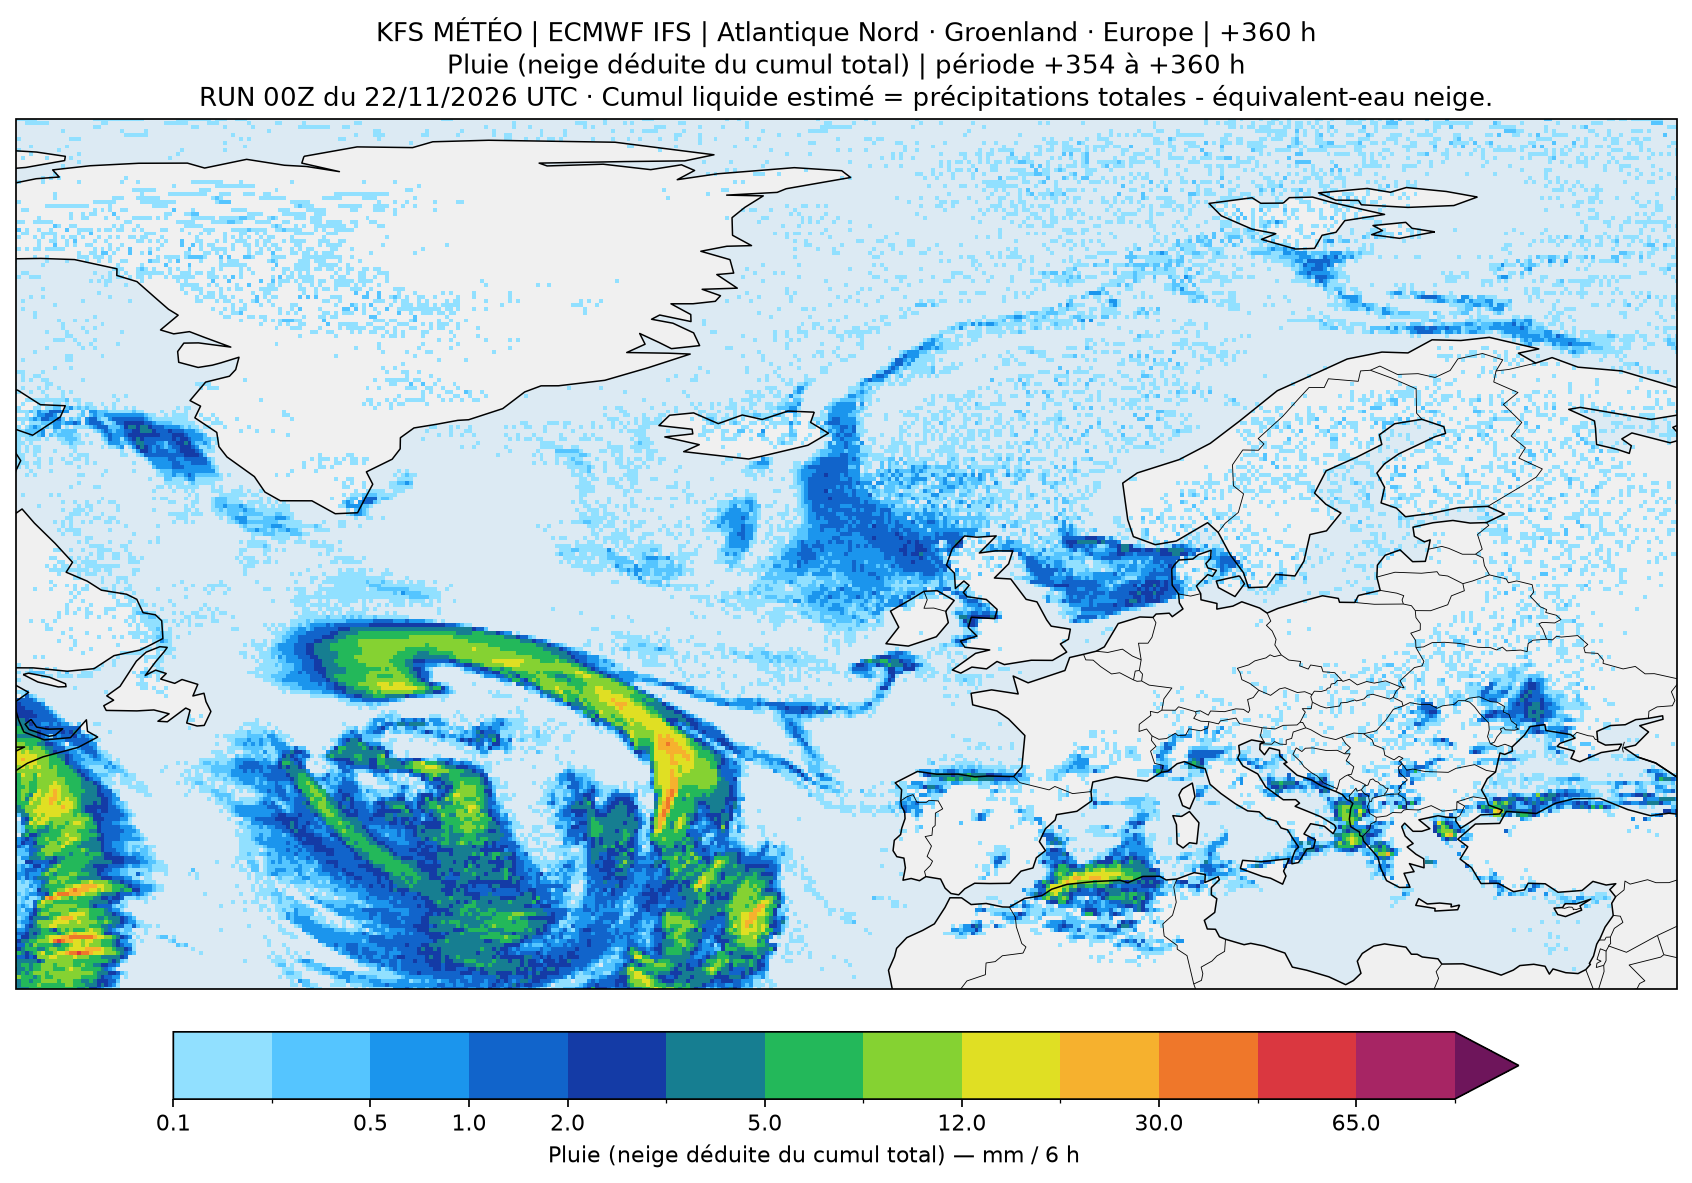 KFS MÉTÉO | ECMWF IFS | Atlantique Nord · Groenland · Europe | +360 h
Pluie (neige déduite du cumul total) | période +354 à +360 h
RUN 00Z du 22/11/2026 UTC · Cumul liquide estimé = précipitations totales - équivalent-eau neige.
0.1 0.5 1.0 2.0 5.0 12.0 30.0 65.0
Pluie (neige déduite du cumul total) — mm / 6 h